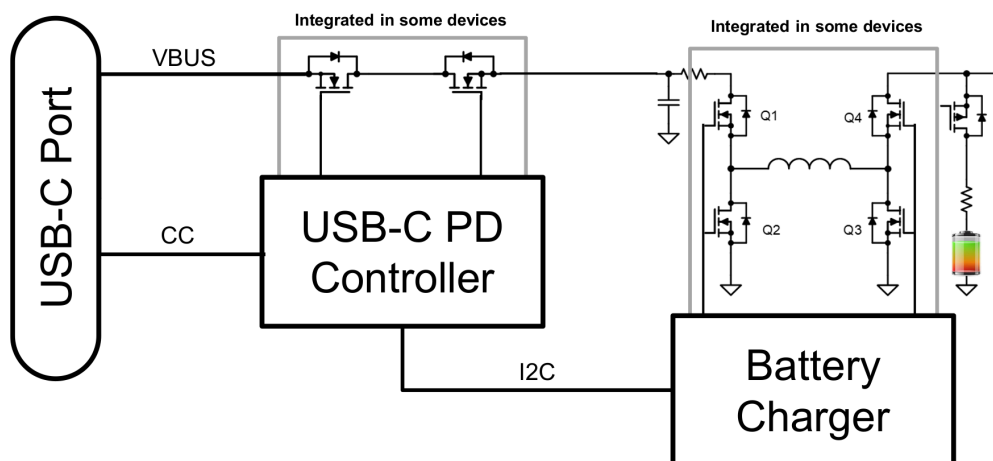 Integrated in some devices
Integrated in some devices
VBUS
Q1
Q4
USB-C Port
CC
USB-C PD
Controller
Q2
Q3
I2C
Battery
Charger